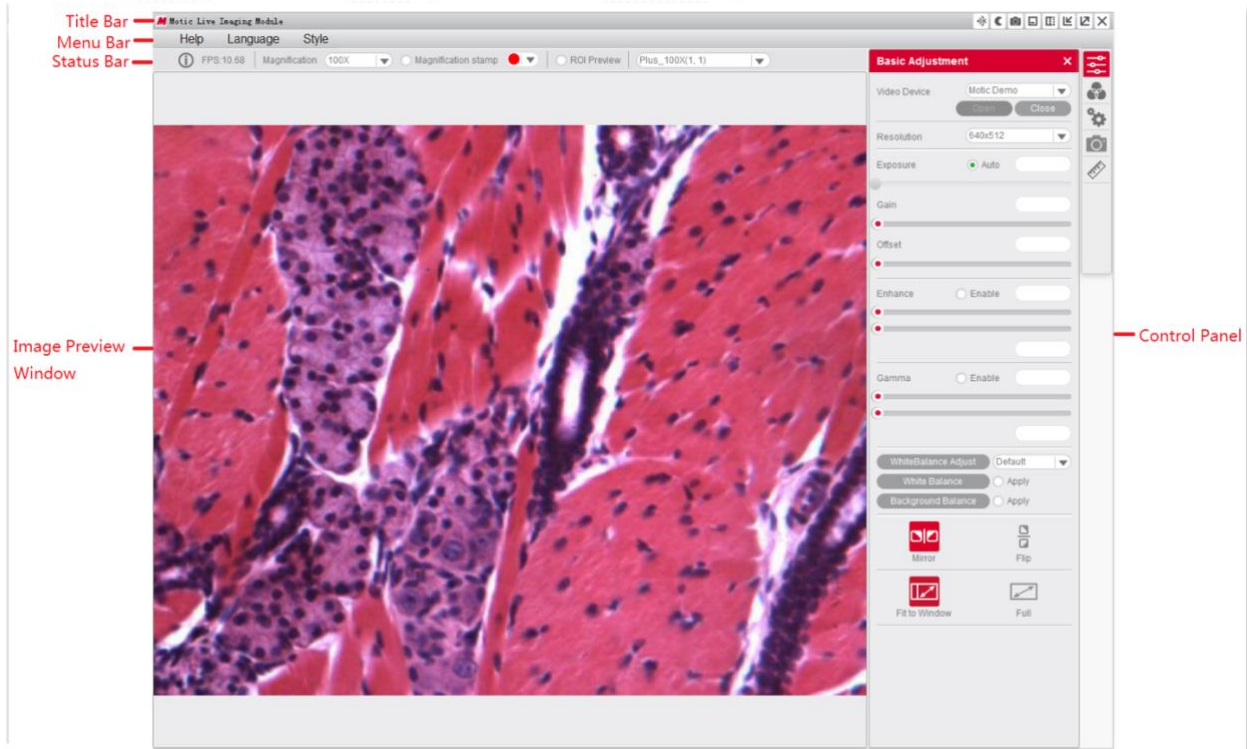 Title Bar
Motic Live Imaging Module
Menu Bar
Help Language Style
Status Bar
FPS:10.68 Magnification 100X Magnification stamp ROI Preview Plus_100X(1, 1)
Basic Adjustment
Video Device Motic Demo
Open Close
Resolution 640x512
Exposure Auto
Gain
Offset
Enhance Enable
Image Preview
Window
Control Panel
Gamma Enable
WhiteBalance Adjust Default
White Balance Apply
Background Balance Apply
Mirror Flip
Fit to Window Full